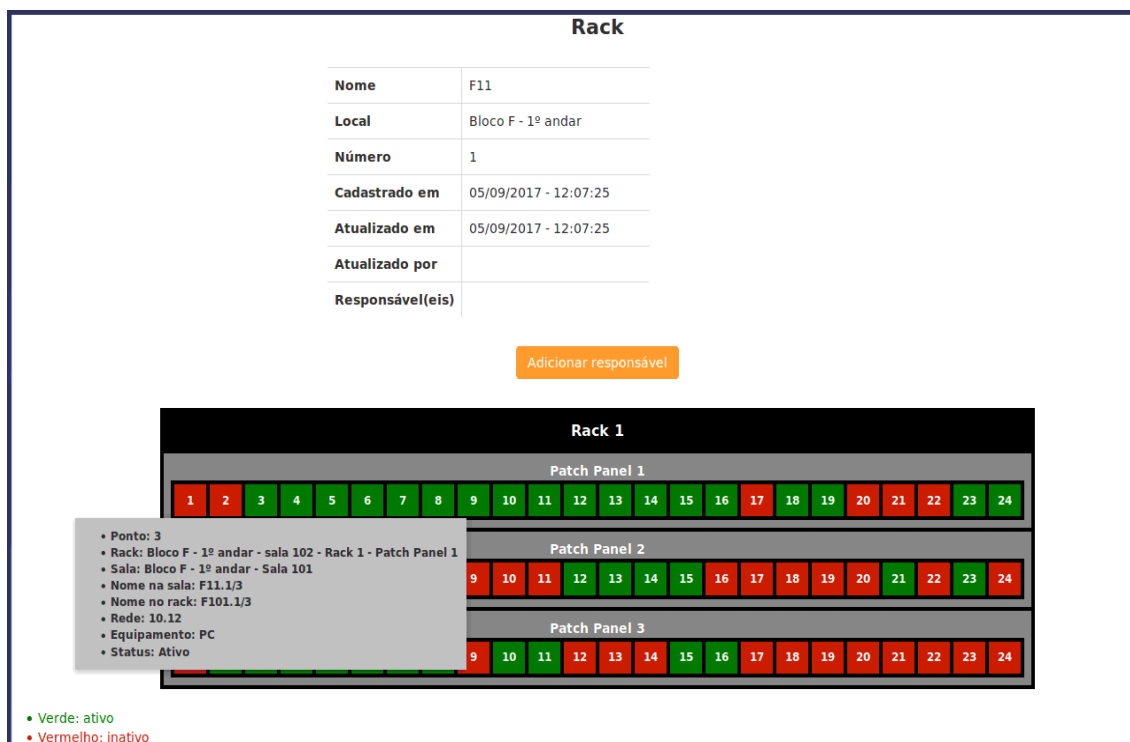 Rack
Nome F11
Local Bloco F - 1º andar
Número 1
Cadastrado em 05/09/2017 - 12:07:25
Atualizado em 05/09/2017 - 12:07:25
Atualizado por
Responsável(eis)
Adicionar responsável
Rack 1
Patch Panel 1
1 2 3 4 5 6 7 8 9 10 11 12 13 14 15 16 17 18 19 20 21 22 23 24
• Ponto: 3
• Rack: Bloco F - 1º andar - sala 102 - Rack 1 - Patch Panel 1
• Sala: Bloco F - 1º andar - Sala 101
• Nome na sala: F11.1/3
• Nome no rack: F101.1/3
• Rede: 10.12
• Equipamento: PC
• Status: Ativo
Patch Panel 2
9 10 11 12 13 14 15 16 17 18 19 20 21 22 23 24
Patch Panel 3
9 10 11 12 13 14 15 16 17 18 19 20 21 22 23 24
• Verde: ativo
• Vermelho: inativo